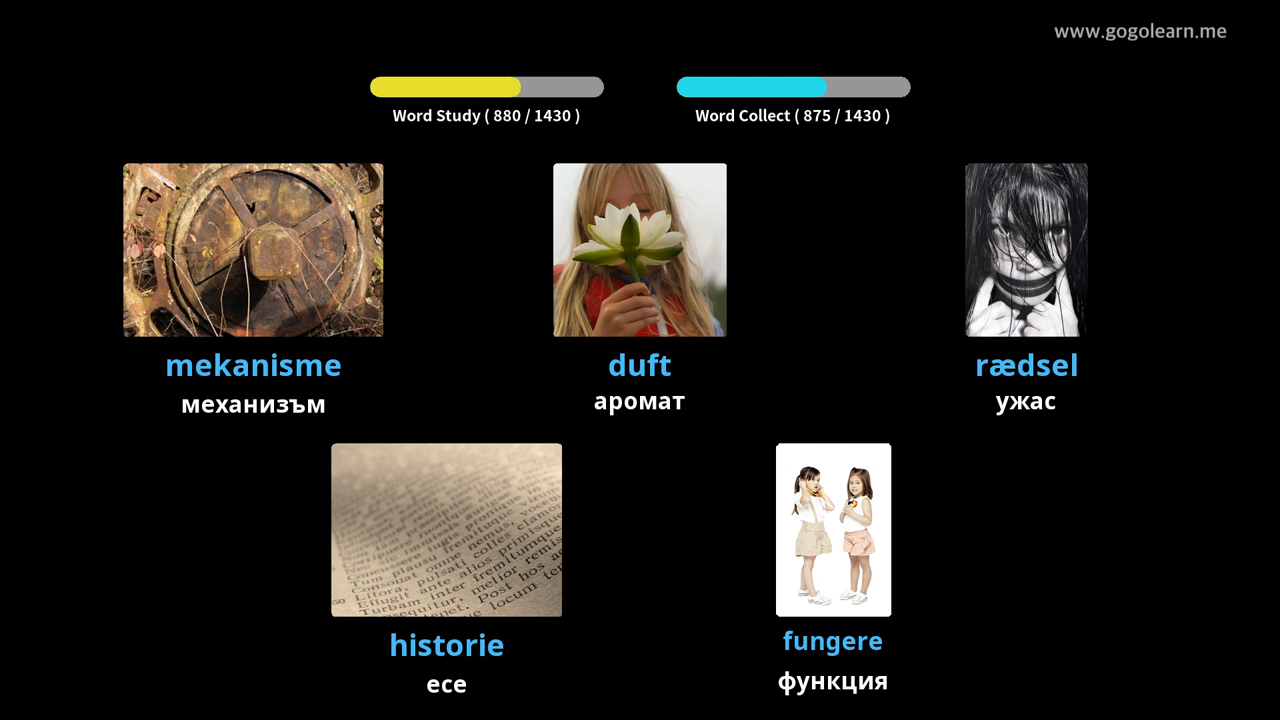 www.gogolearn.me
Word Study ( 880 / 1430 )
Word Collect ( 875 / 1430 )
mekanisme
механизъм
duft
аромат
rædsel
ужас
historie
есе
fungere
функция